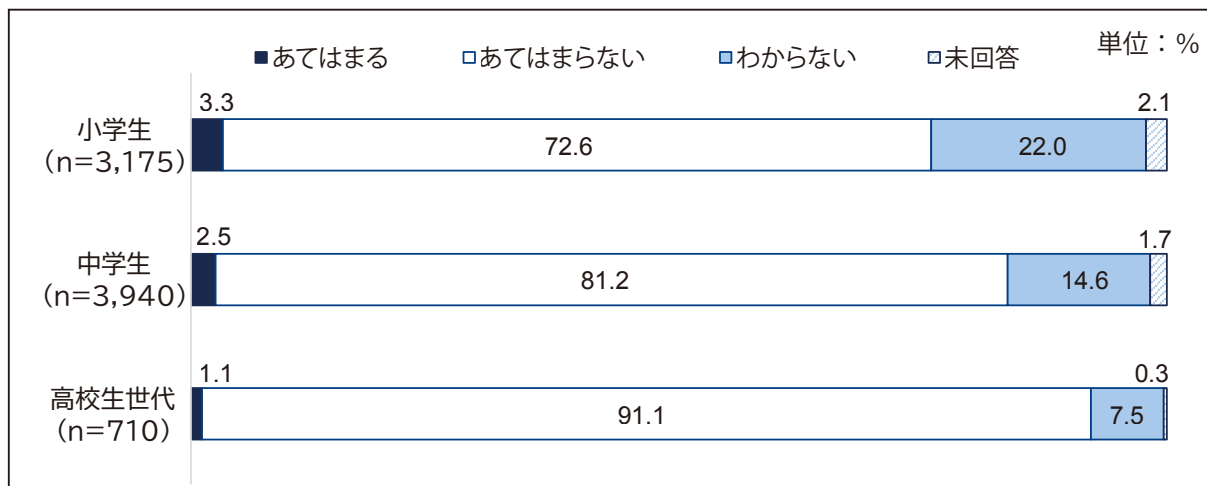 ■あてはまる □あてはまらない ■わからない 未回答 単位：%
3.3 2.1
小学生
（n=3,175）
72.6 22.0
2.5 1.7
中学生
（n=3,940）
81.2 14.6
1.1 0.3
高校生世代
（n=710）
91.1 7.5